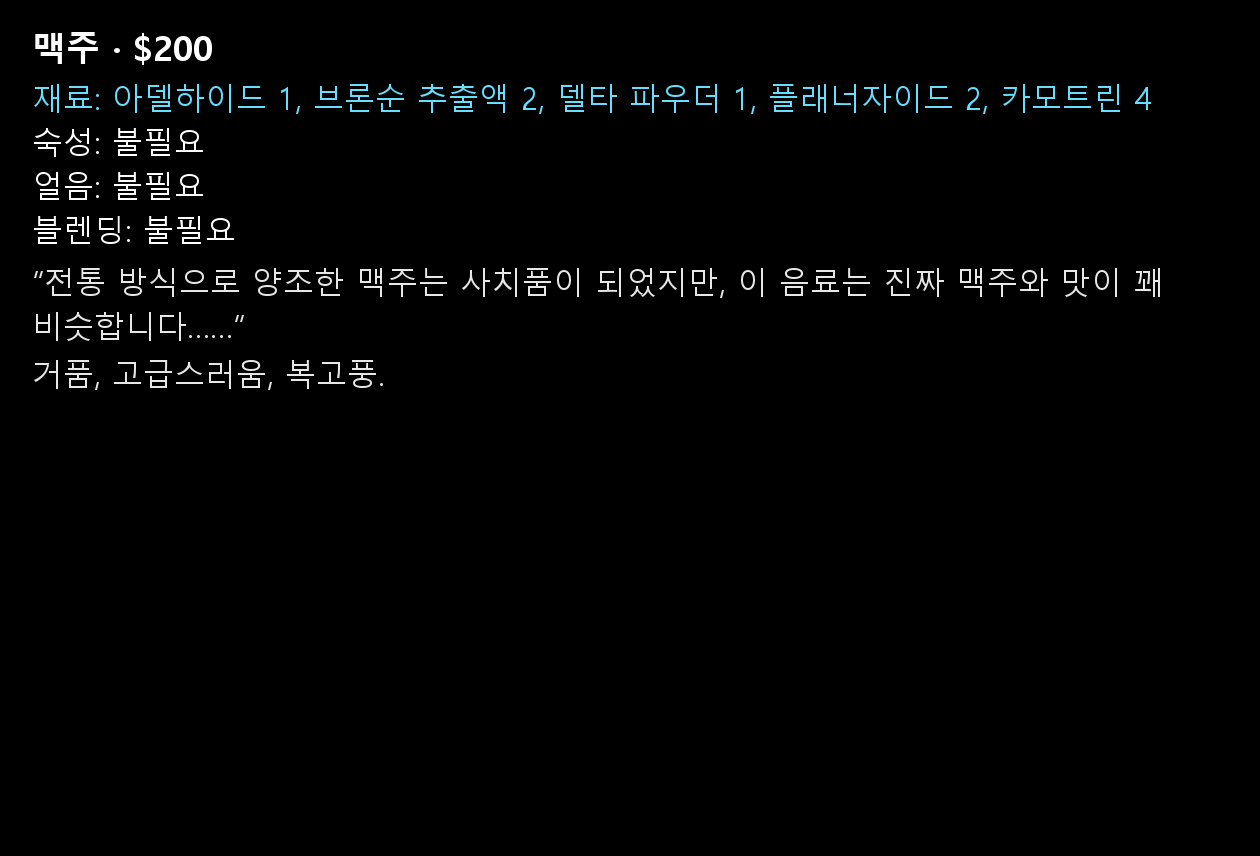 맥주 · $200
재료: 아델하이드 1, 브론슨 추출액 2, 델타 파우더 1, 플래너자이드 2, 카모트린 4
숙성: 불필요
얼음: 불필요
블렌딩: 불필요
“전통 방식으로 양조한 맥주는 사치품이 되었지만, 이 음료는 진짜 맥주와 맛이 꽤
비슷합니다……”
거품, 고급스러움, 복고풍.